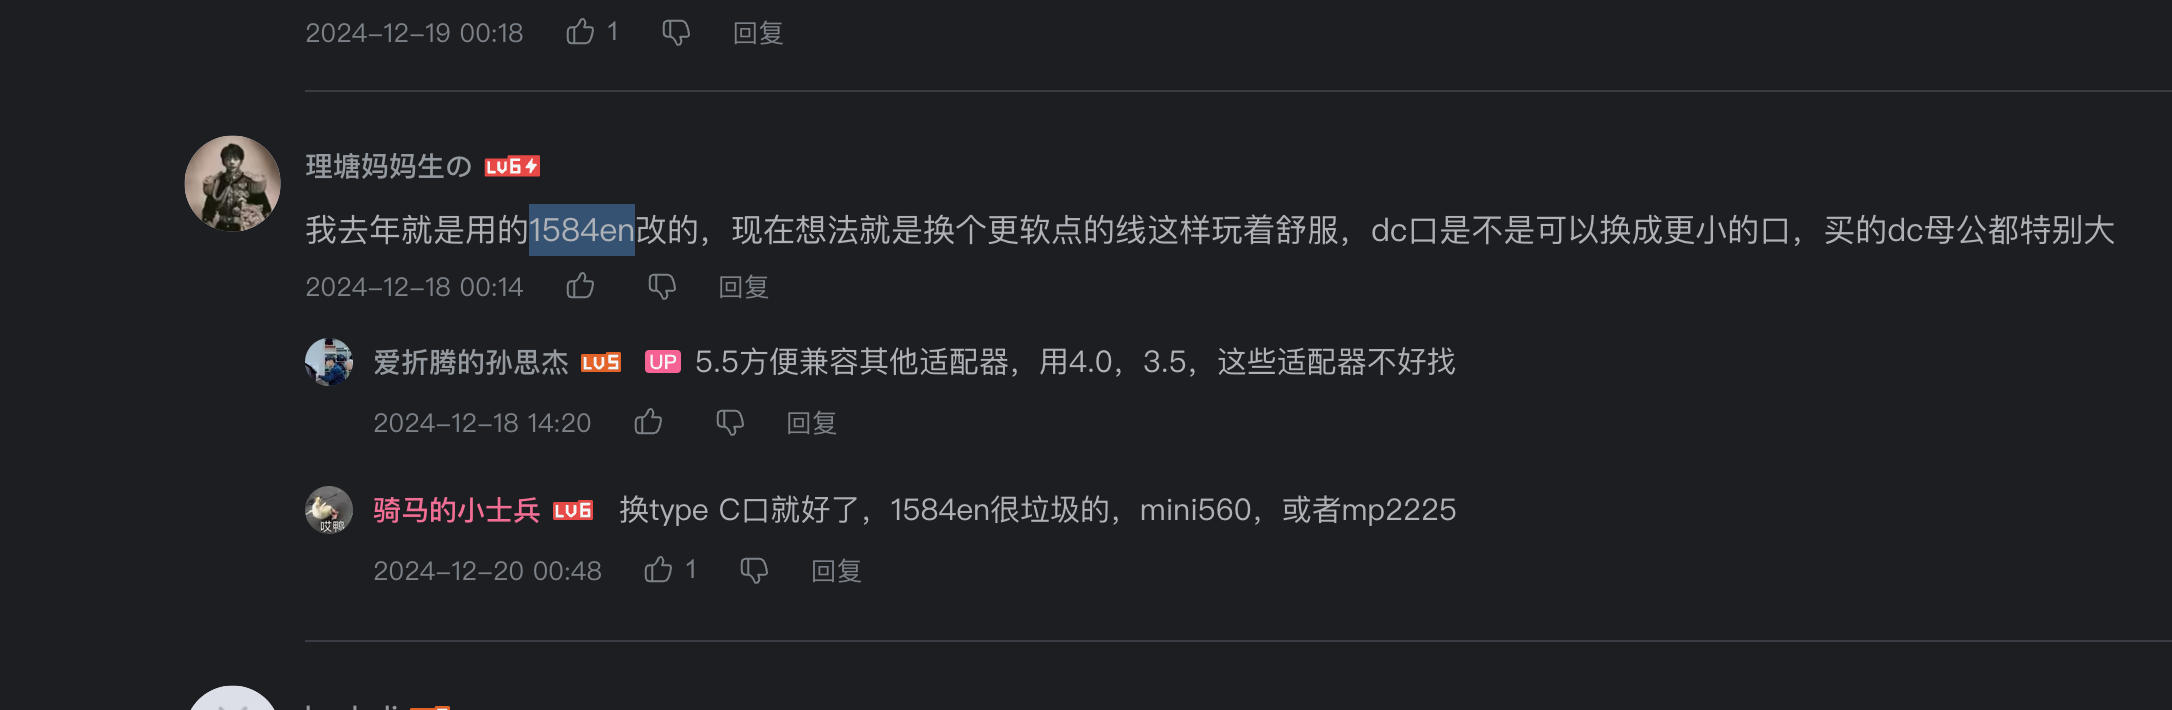 2024-12-19 00:18 1 回复
理塘妈妈生の LV6
我去年就是用的1584en改的，现在想法就是换个更软点的线这样玩着舒服，dc口是不是可以换成更小的口，买的dc母公都特别大
2024-12-18 00:14 回复
爱折腾的孙思杰 LV5 UP 5.5方便兼容其他适配器，用4.0，3.5，这些适配器不好找
2024-12-18 14:20 回复
哎鸭
骑马的小士兵 LV6 换type C口就好了，1584en很垃圾的，mini560，或者mp2225
2024-12-20 00:48 1 回复